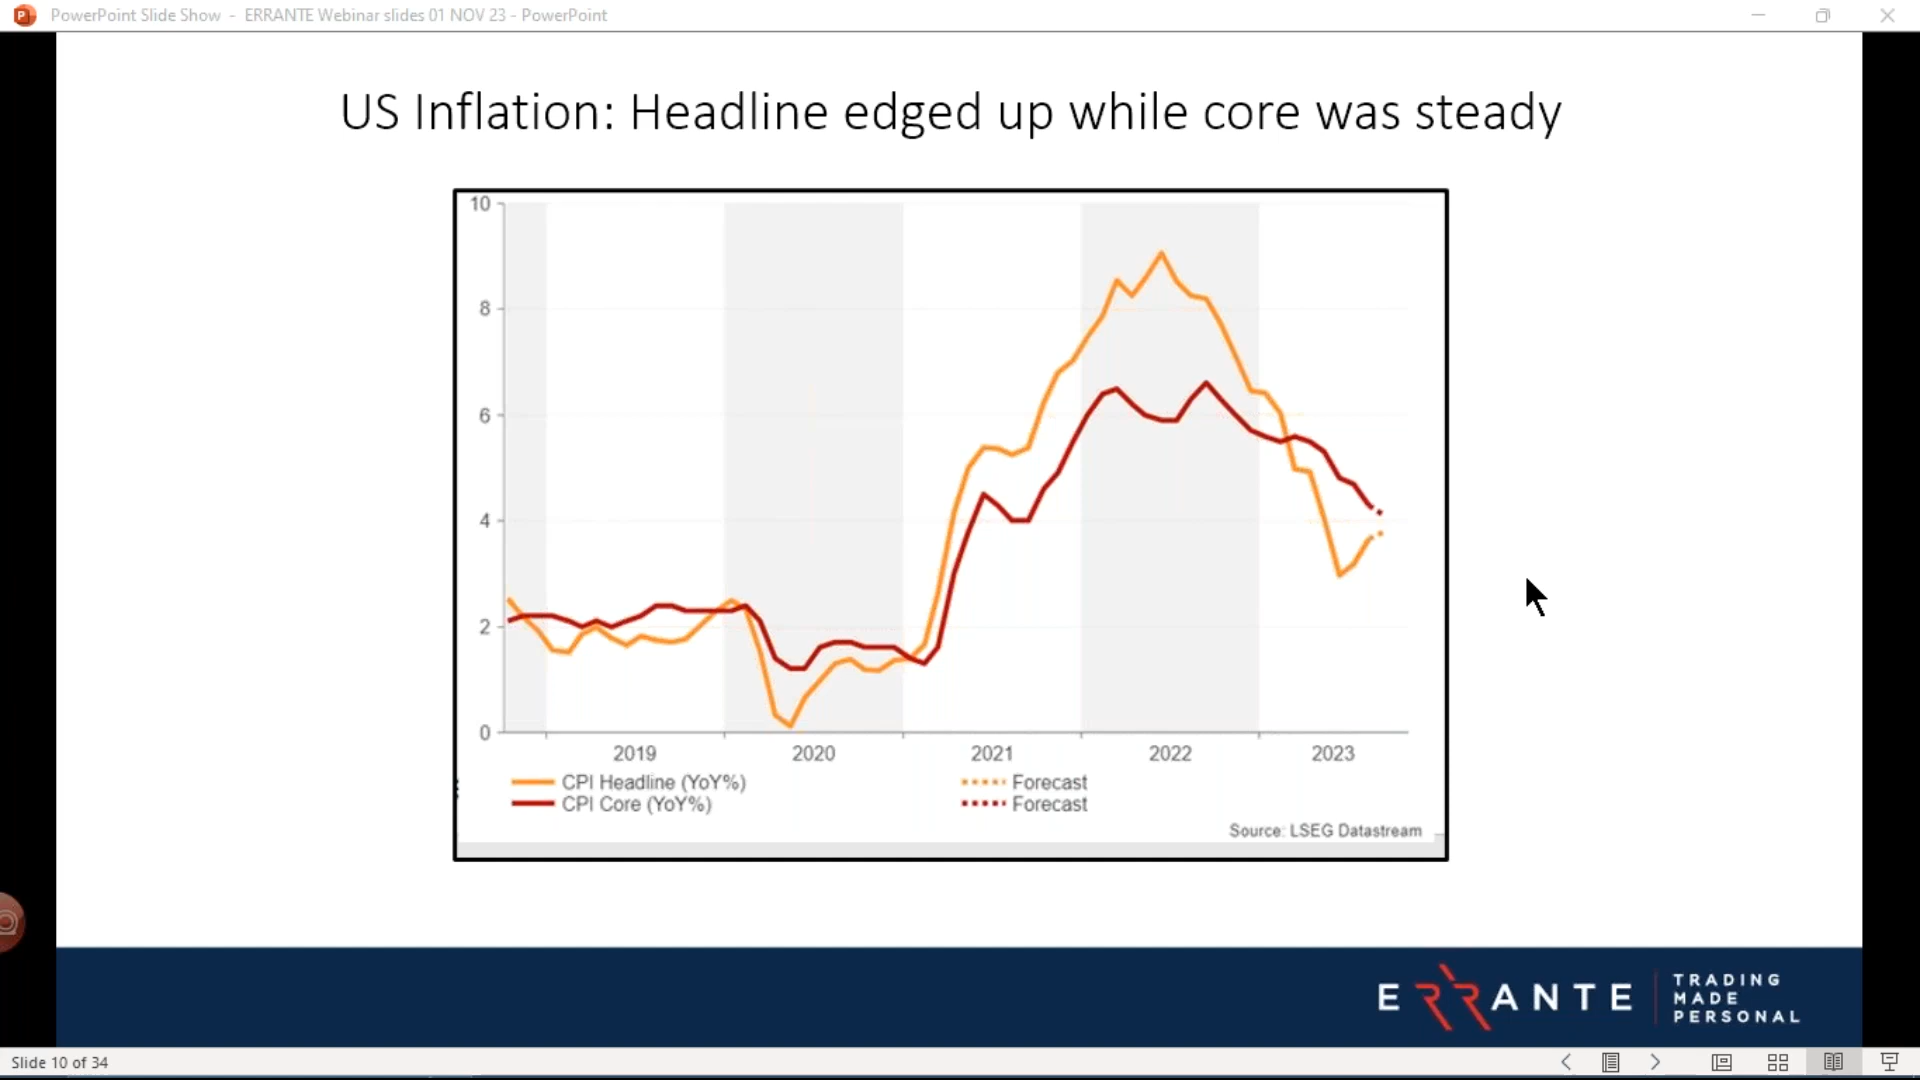 PowerPoint Slide Show - ERRANTE Webinar slides 01 NOV 23 - PowerPoint
US Inflation: Headline edged up while core was steady
10
8
6
4
2
0
2019 2020 2021 2022 2023
CPI Headline (YoY%) Forecast
CPI Core (YoY%) Forecast
Source: LSEG Datastream
ERRANTE
TRADING
MADE
PERSONAL
Slide 10 of 34